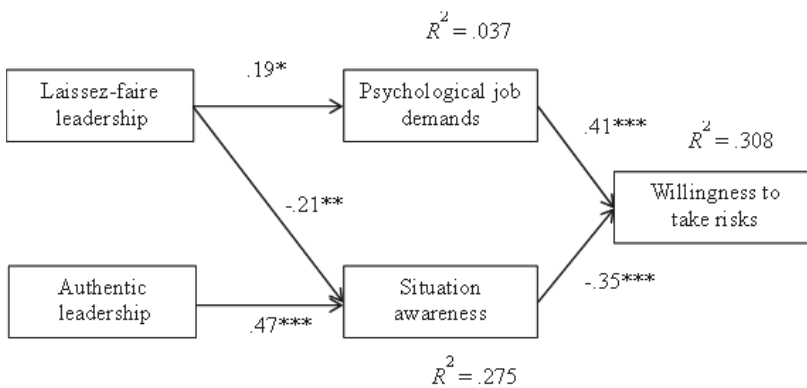 R² = .037
.19*
Laissez-faire
leadership
Psychological job
demands
.41***
R² = .308
-.21**
Willingness to
take risks
Authentic
leadership
.47***
Situation
awareness
-.35***
R² = .275